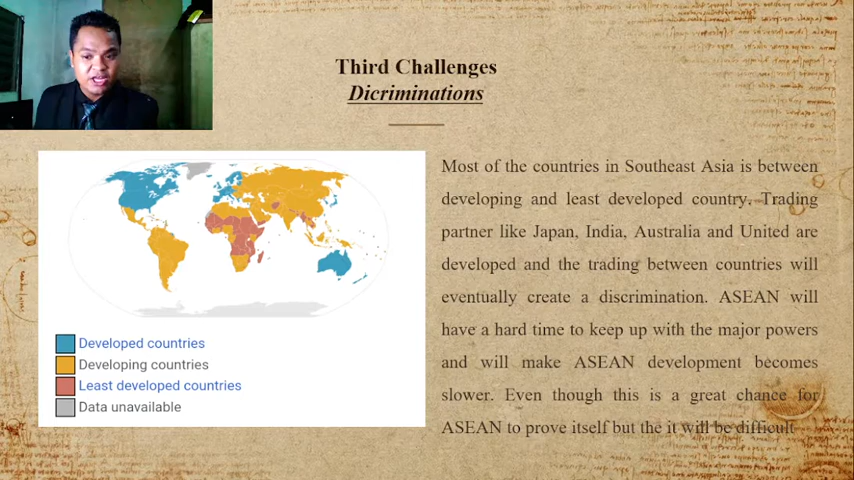 Third Challenges
Dicriminations
Most of the countries in Southeast Asia is between
developing and least developed country. Trading
partner like Japan, India, Australia and United are
developed and the trading between countries will
eventually create a discrimination. ASEAN will
have a hard time to keep up with the major powers
and will make ASEAN development becomes
slower. Even though this is a great chance for
ASEAN to prove itself but the it will be difficult
Developed countries
Developing countries
Least developed countries
Data unavailable